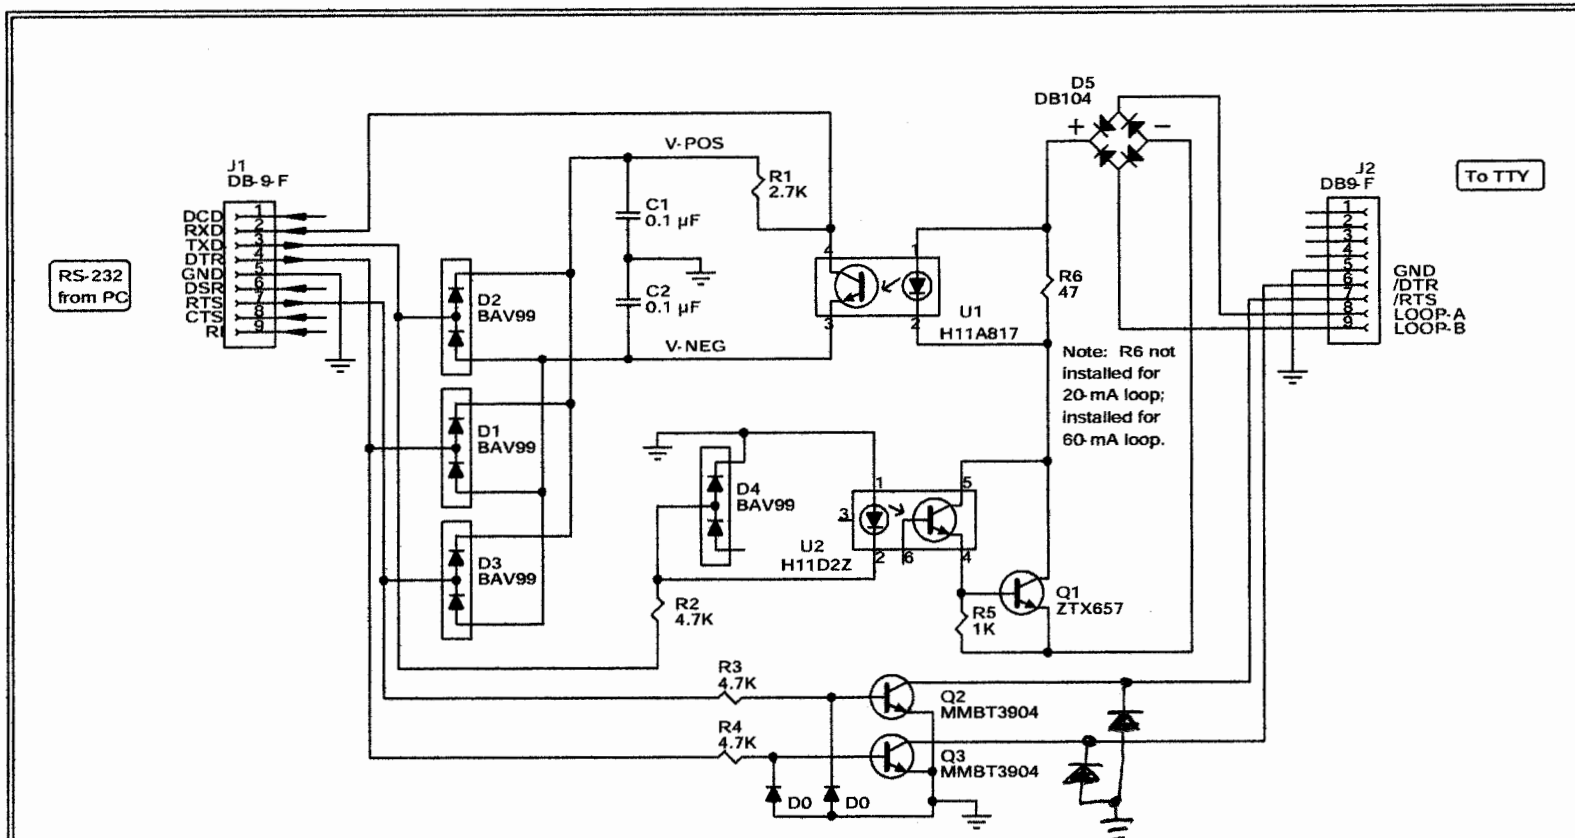 D5
DB104
+
-
V-POS
J1
DB-9-F
R1
2.7K
J2
DB9-F
To TTY
DCD 1
RXD 2
TXD 3
DTR 4
GND 5
DSR 6
RTS 7
CTS 8
RI 9
RS-232
from PC
C1
0.1 µF
C2
0.1 µF
D2
BAV99
4
1
3
2
U1
H11A817
R6
47
1
2
3
4
5 GND
6 /DTR
7 /RTS
8 LOOP-A
9 LOOP-B
V-NEG
Note: R6 not
installed for
20-mA loop;
installed for
60-mA loop.
D1
BAV99
D4
BAV99
1
5
3
2
6
4
U2
H11D2Z
D3
BAV99
R2
4.7K
R5
1K
Q1
ZTX657
R3
4.7K
Q2
MMBT3904
R4
4.7K
Q3
MMBT3904
D0
D0